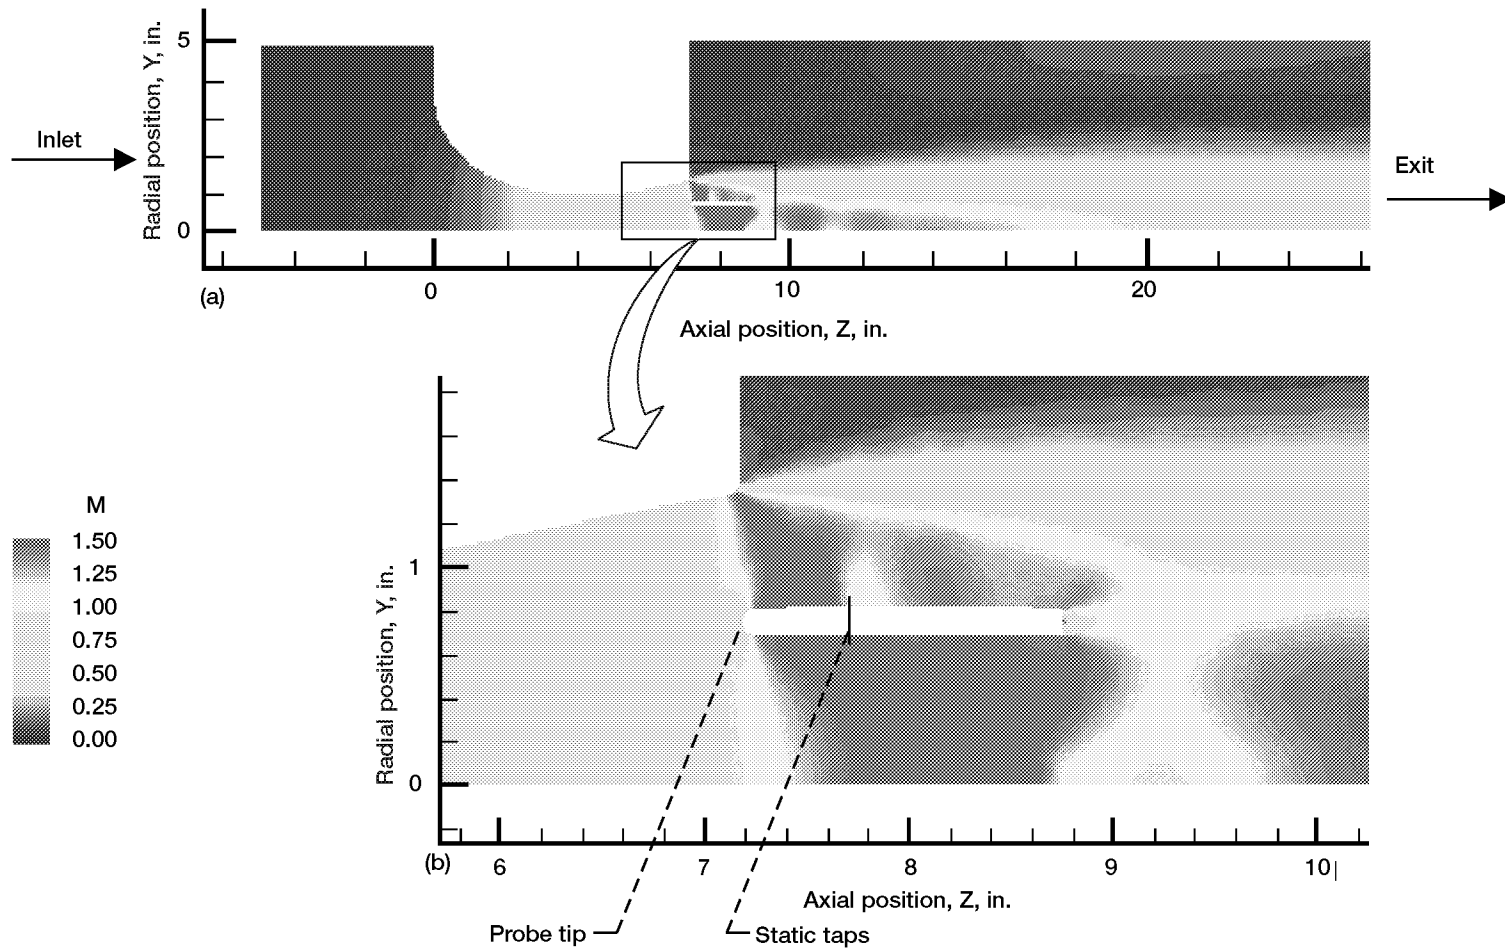 5
Radial position, Y, in.
Inlet
Exit
0
(a)
0
10
20
Axial position, Z, in.
M
1.50
1.25
1.00
0.75
0.50
0.25
0.00
1
Radial position, Y, in.
0
(b)
6
7
8
9
10
Axial position, Z, in.
Probe tip
Static taps